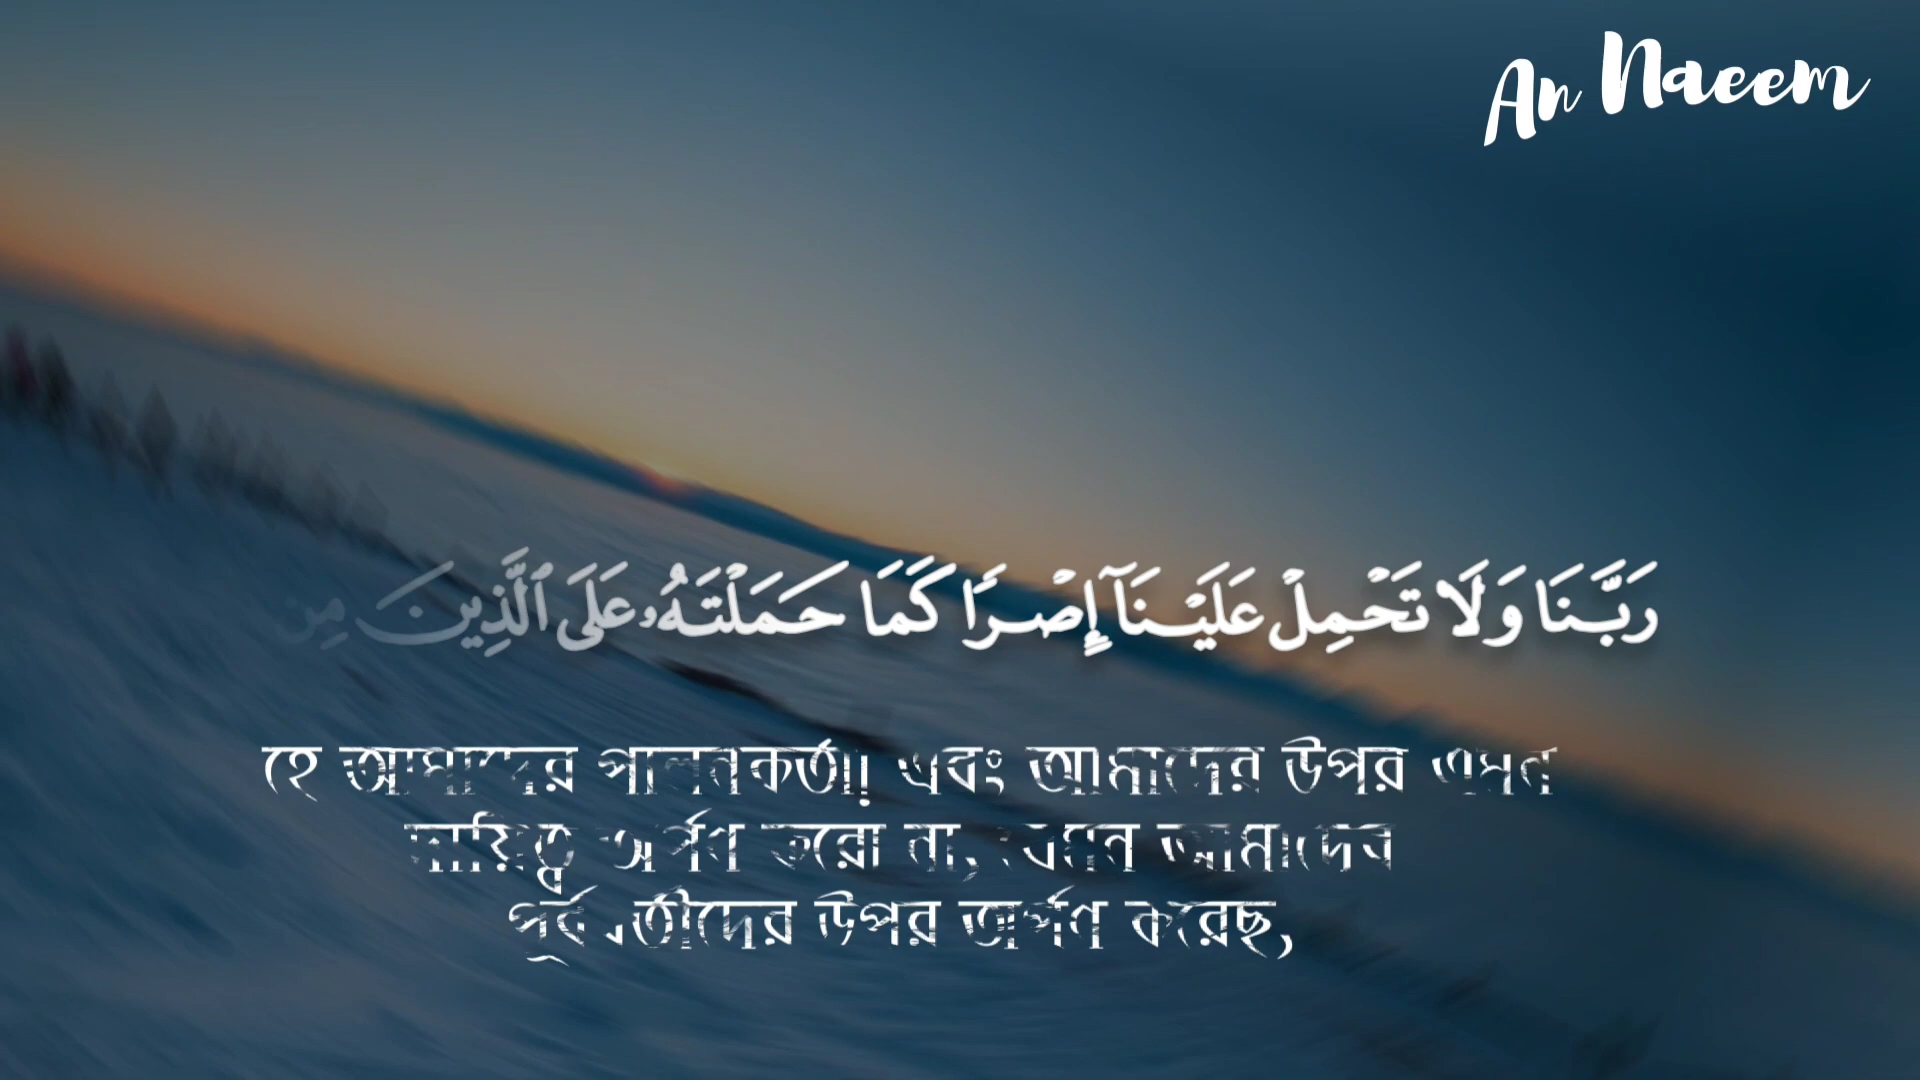 An Naeem
رَبَّنَا وَلَا تَحْمِلْ عَلَيْنَآ إِصْرًا كَمَا حَمَلْتَهُۥ عَلَى ٱلَّذِينَ مِن
হে আমাদের পালনকর্তা! এবং আমাদের উপর এমন
দায়িত্ব অর্পণ করো না, যেমন আমাদের
পূর্ববর্তীদের উপর অর্পণ করেছ,